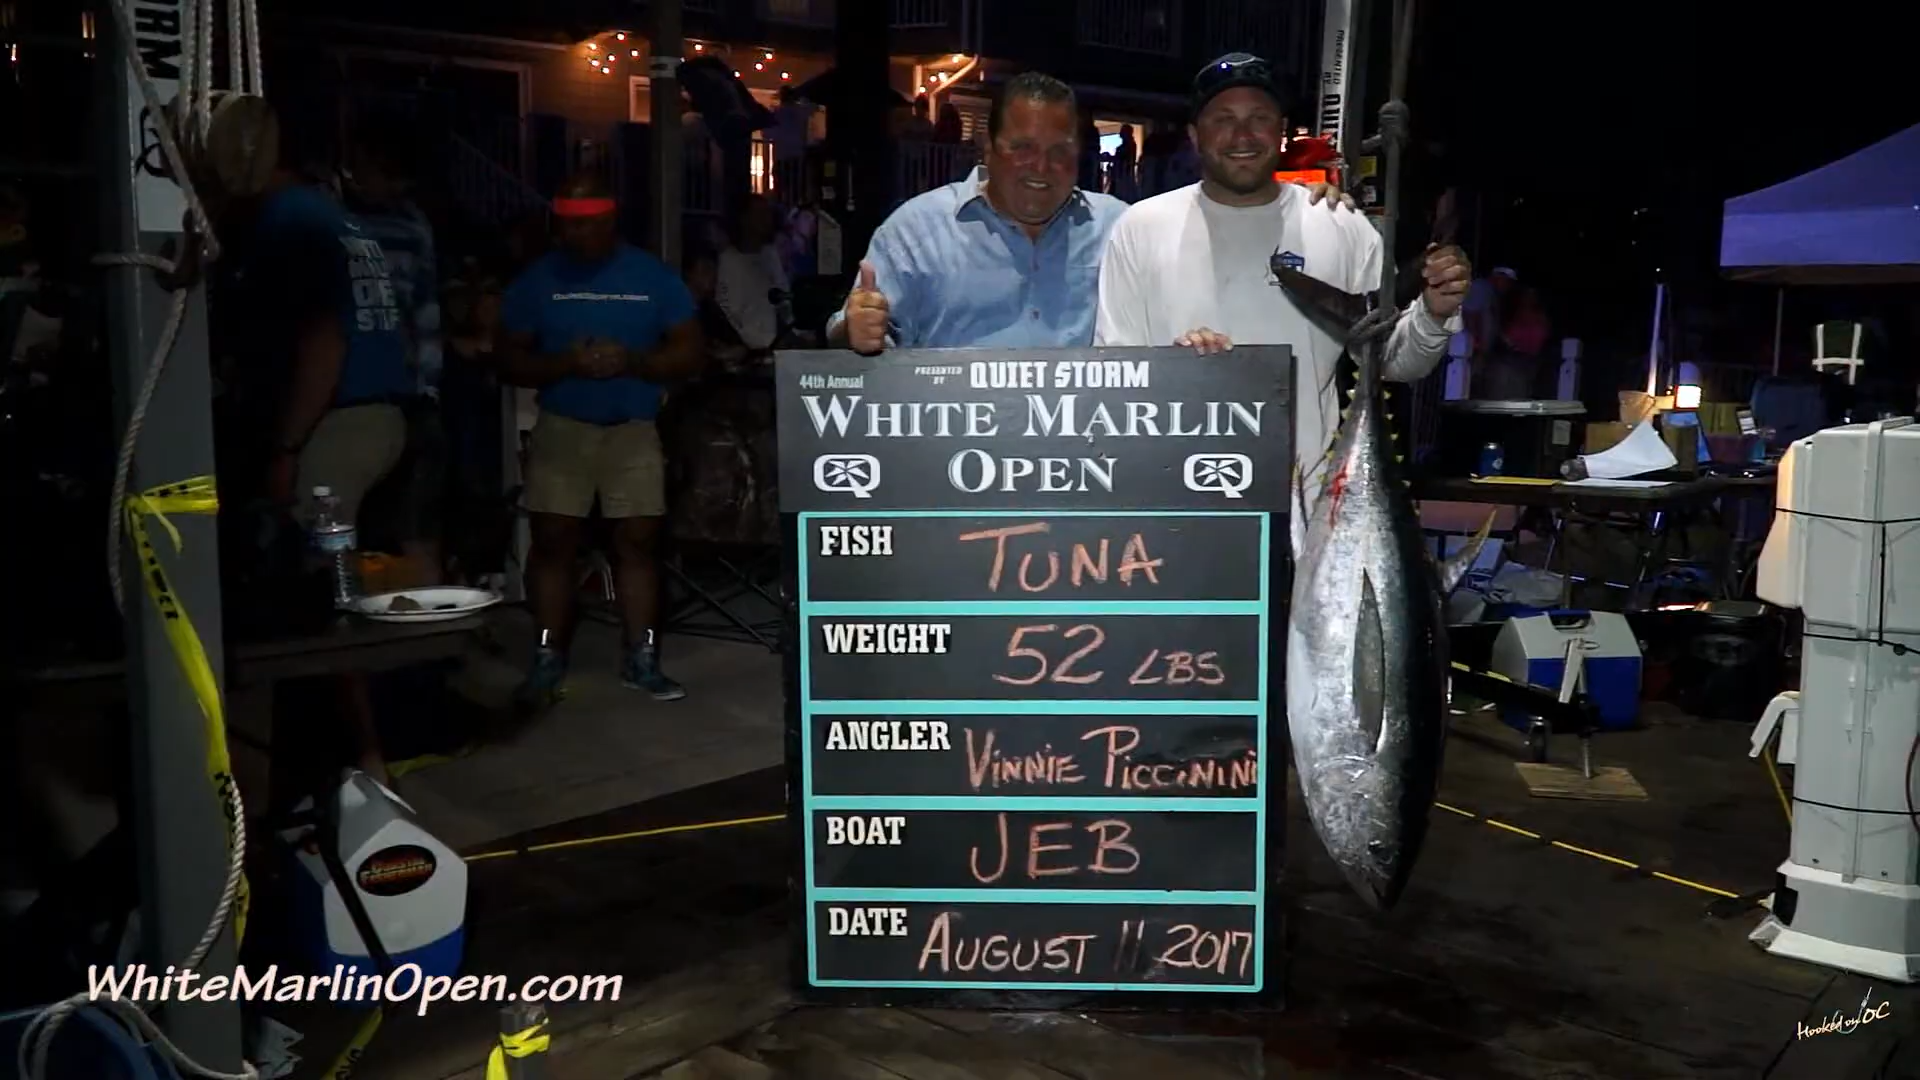 44th Annual
PRESENTED BY
QUIET STORM
WHITE MARLIN
OPEN
FISH TUNA
WEIGHT 52 LBS
ANGLER VINNIE PICCININI
BOAT JEB
DATE AUGUST 11 2017
WhiteMarlinOpen.com
Hooked on OC